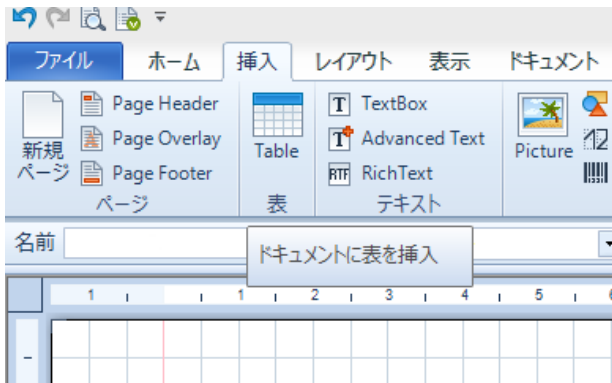 ファイル ホーム 挿入 レイアウト 表示 ドキュメント
新規
ページ
Page Header
Page Overlay
Page Footer
Table
TextBox
Advanced Text
RichText
Picture
ページ 表 テキスト
名前
ドキュメントに表を挿入
1 1 2 3 4 5